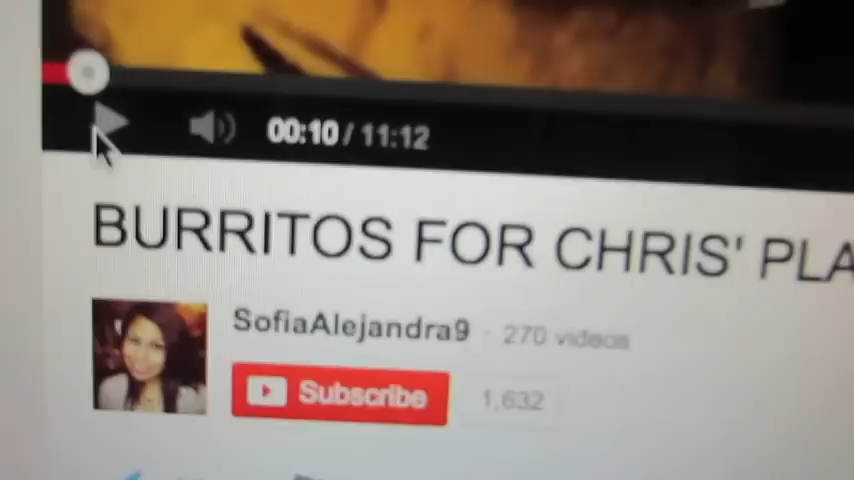 00:10 / 11:12
BURRITOS FOR CHRIS' PLA
SofiaAlejandra9 · 270 videos
Subscribe 1,632